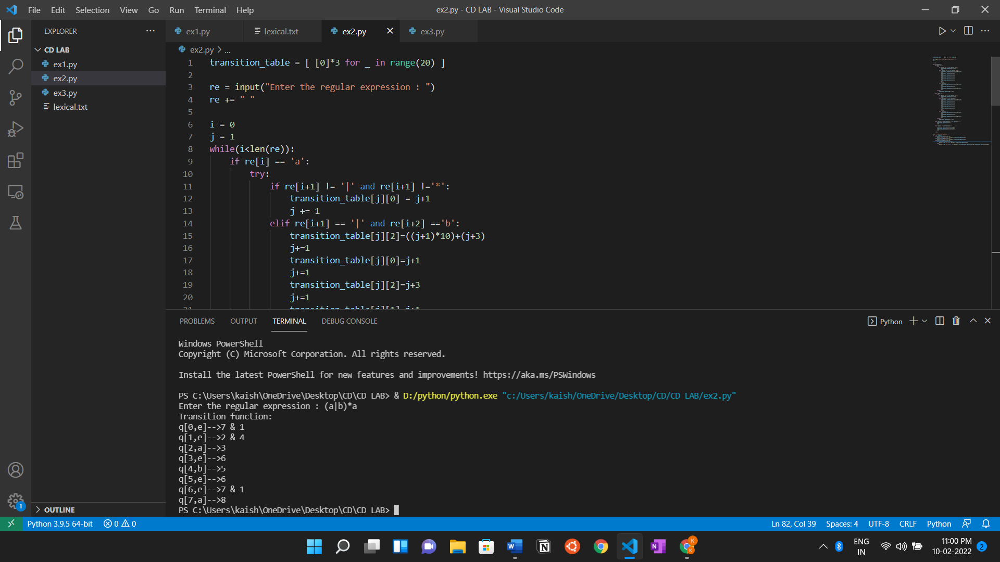 File Edit Selection View Go Run Terminal Help
ex2.py - CD LAB - Visual Studio Code
EXPLORER
CD LAB
ex1.py
ex2.py
ex3.py
lexical.txt
OUTLINE
ex1.py lexical.txt ex2.py ex3.py
ex2.py > ...
1 transition_table = [ [0]*3 for _ in range(20) ]
2
3 re = input("Enter the regular expression : ")
4 re += " "
5
6 i = 0
7 j = 1
8 while(i<len(re)):
9 if re[i] == 'a':
10 try:
11 if re[i+1] != '|' and re[i+1] !='*':
12 transition_table[j][0] = j+1
13 j += 1
14 elif re[i+1] == '|' and re[i+2] =='b':
15 transition_table[j][2]=((j+1)*10)+(j+3)
16 j+=1
17 transition_table[j][0]=j+1
18 j+=1
19 transition_table[j][2]=j+3
20 j+=1
21 transition_table[j][1]=j+1
PROBLEMS OUTPUT TERMINAL DEBUG CONSOLE
Python
Windows PowerShell
Copyright (C) Microsoft Corporation. All rights reserved.
Install the latest PowerShell for new features and improvements! https://aka.ms/PSWindows
PS C:\Users\kaish\OneDrive\Desktop\CD\CD LAB> & D:/python/python.exe "c:/Users/kaish/OneDrive/Desktop/CD/CD LAB/ex2.py"
Enter the regular expression : (a|b)*a
Transition function:
q[0,e]-->7 & 1
q[1,e]-->2 & 4
q[2,a]-->3
q[3,e]-->6
q[4,b]-->5
q[5,e]-->6
q[6,e]-->7 & 1
q[7,a]-->8
PS C:\Users\kaish\OneDrive\Desktop\CD\CD LAB>
1
Python 3.9.5 64-bit 0 0
Ln 82, Col 39 Spaces: 4 UTF-8 CRLF Python
ENG
IN
11:00 PM
10-02-2022
2